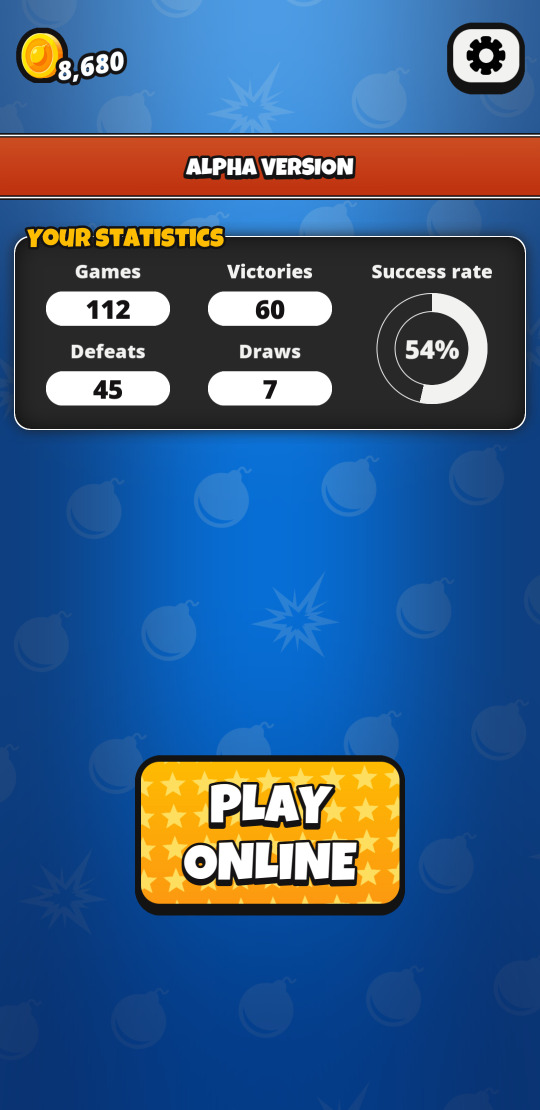 8,680
ALPHA VERSION
YOUR STATISTICS
Games
Victories
Success rate
112
60
54%
Defeats
Draws
45
7
PLAY
ONLINE